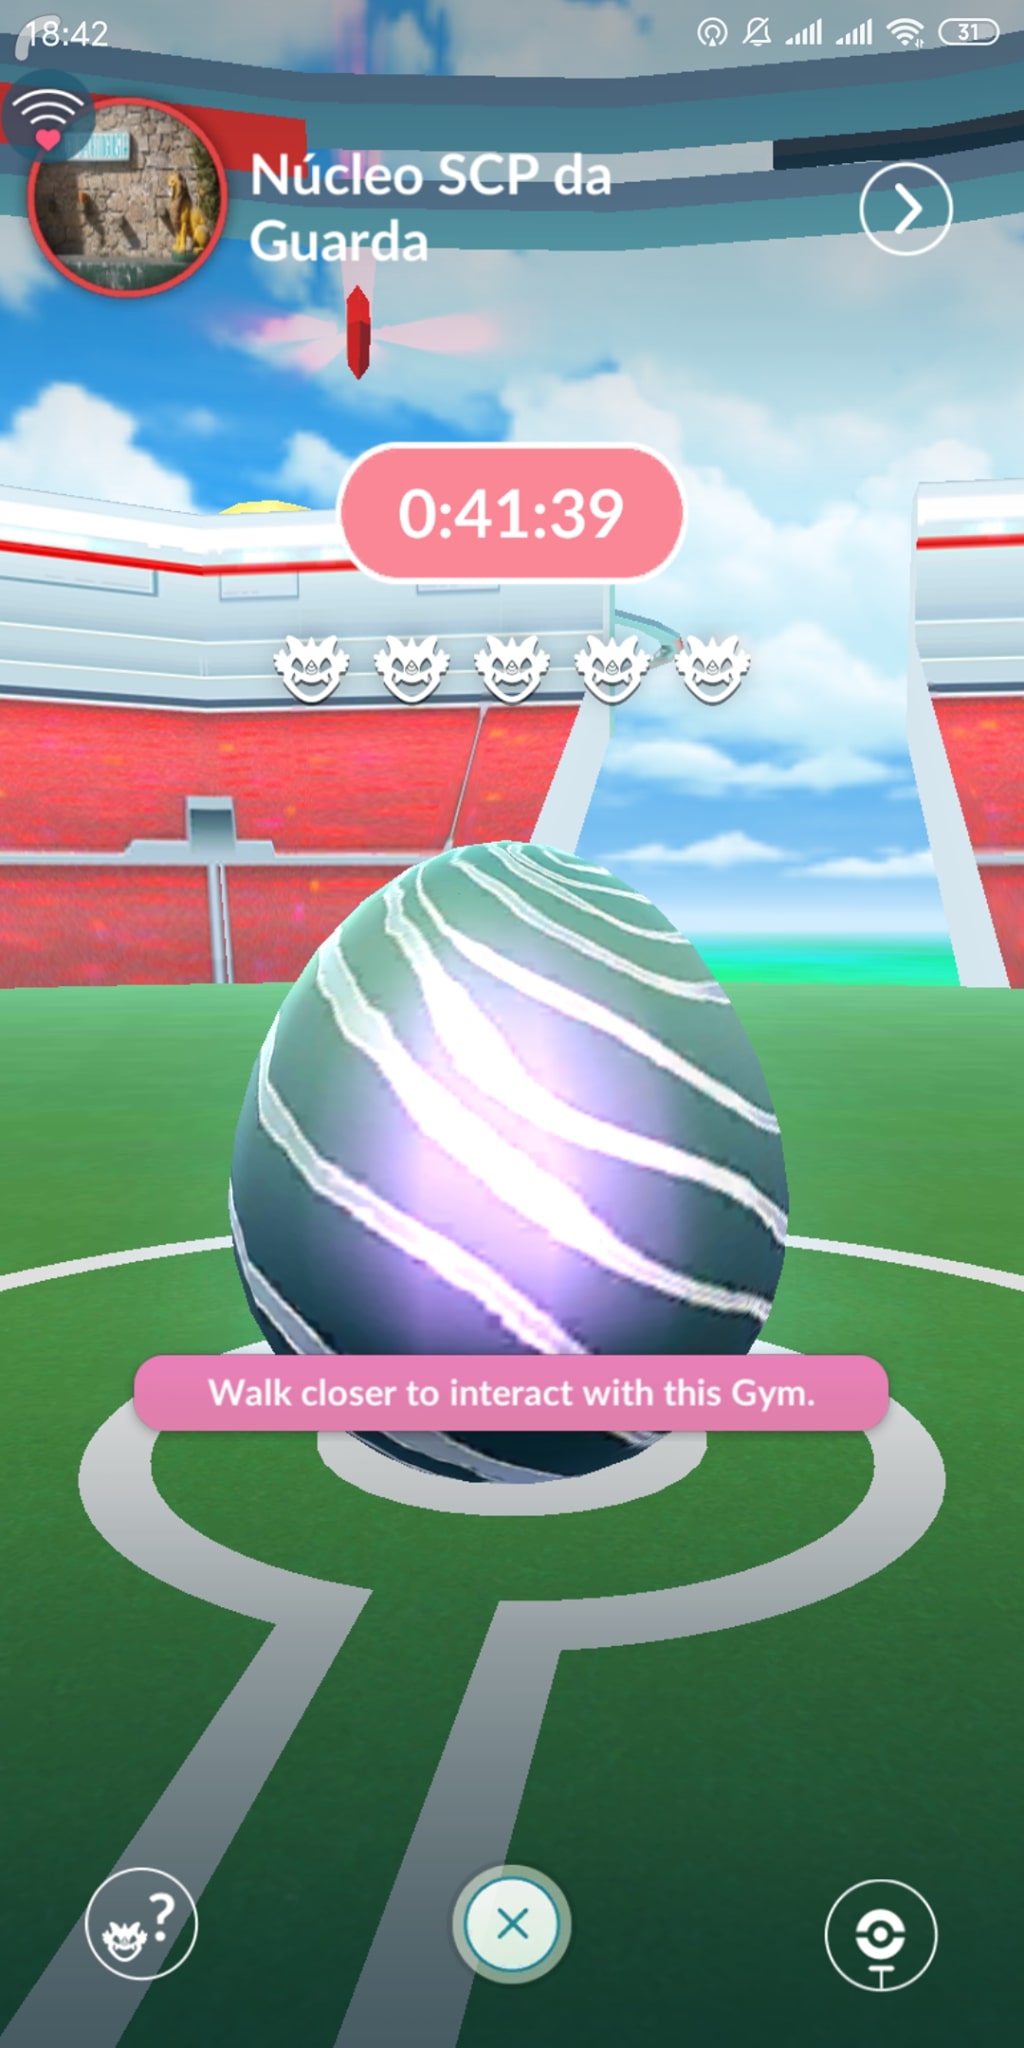 18:42
31
Núcleo SCP da
Guarda
0:41:39
Walk closer to interact with this Gym.
?